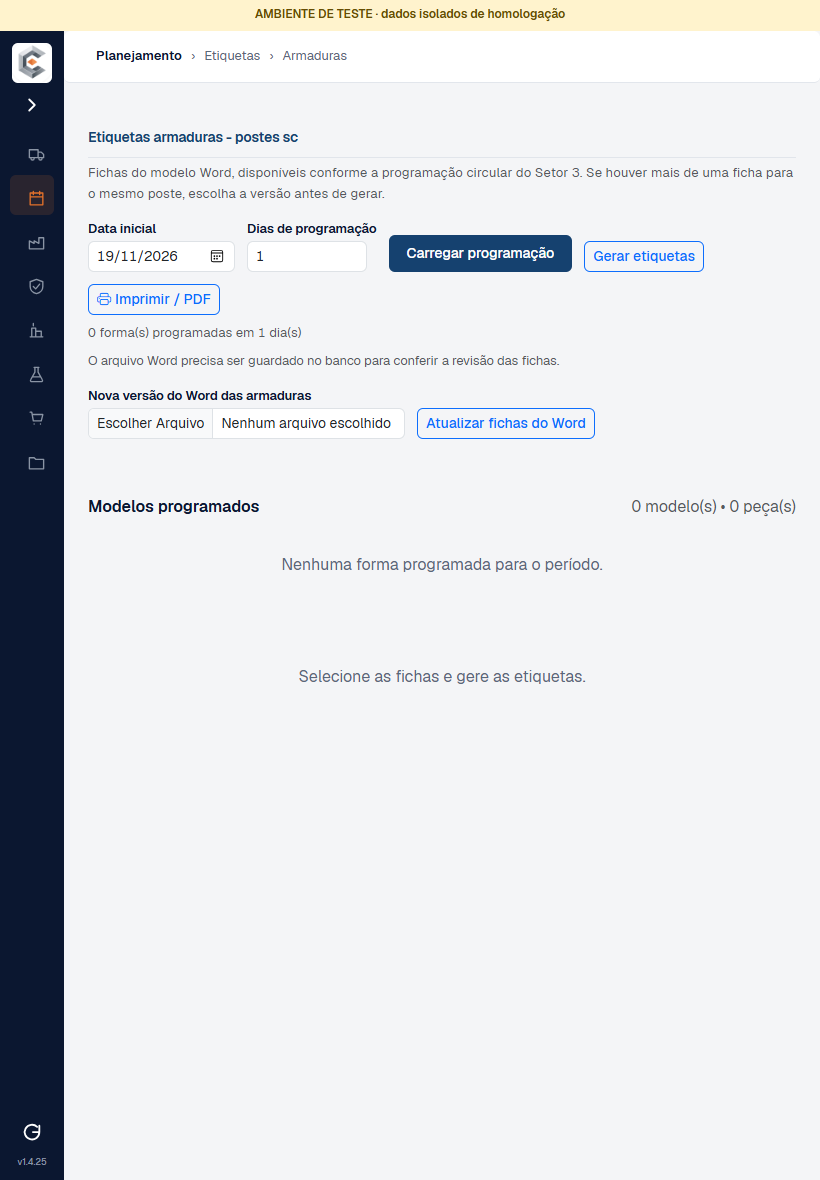 AMBIENTE DE TESTE · dados isolados de homologação
Planejamento › Etiquetas › Armaduras
Etiquetas armaduras - postes sc
Fichas do modelo Word, disponíveis conforme a programação circular do Setor 3. Se houver mais de uma ficha para
o mesmo poste, escolha a versão antes de gerar.
Data inicial
Dias de programação
19/11/2026
1
Carregar programação
Gerar etiquetas
Imprimir / PDF
0 forma(s) programadas em 1 dia(s)
O arquivo Word precisa ser guardado no banco para conferir a revisão das fichas.
Nova versão do Word das armaduras
Escolher Arquivo
Nenhum arquivo escolhido
Atualizar fichas do Word
Modelos programados
0 modelo(s) • 0 peça(s)
Nenhuma forma programada para o período.
Selecione as fichas e gere as etiquetas.
v1.4.25